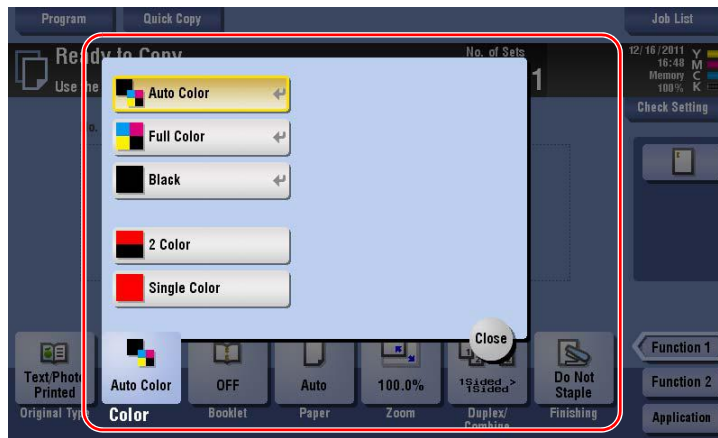 Program
Quick Copy
Job List
Ready to Copy
Use the
No. of Sets
1
12/16/2011
16:48
Memory
100%
Y
M
C
K
Check Setting
No.
Auto Color
Full Color
Black
2 Color
Single Color
Close
Text/Photo
Printed
Original Type
Auto Color
Color
OFF
Booklet
Auto
Paper
100.0%
Zoom
1Sided >
1Sided
Duplex/
Combine
Do Not
Staple
Finishing
Function 1
Function 2
Application